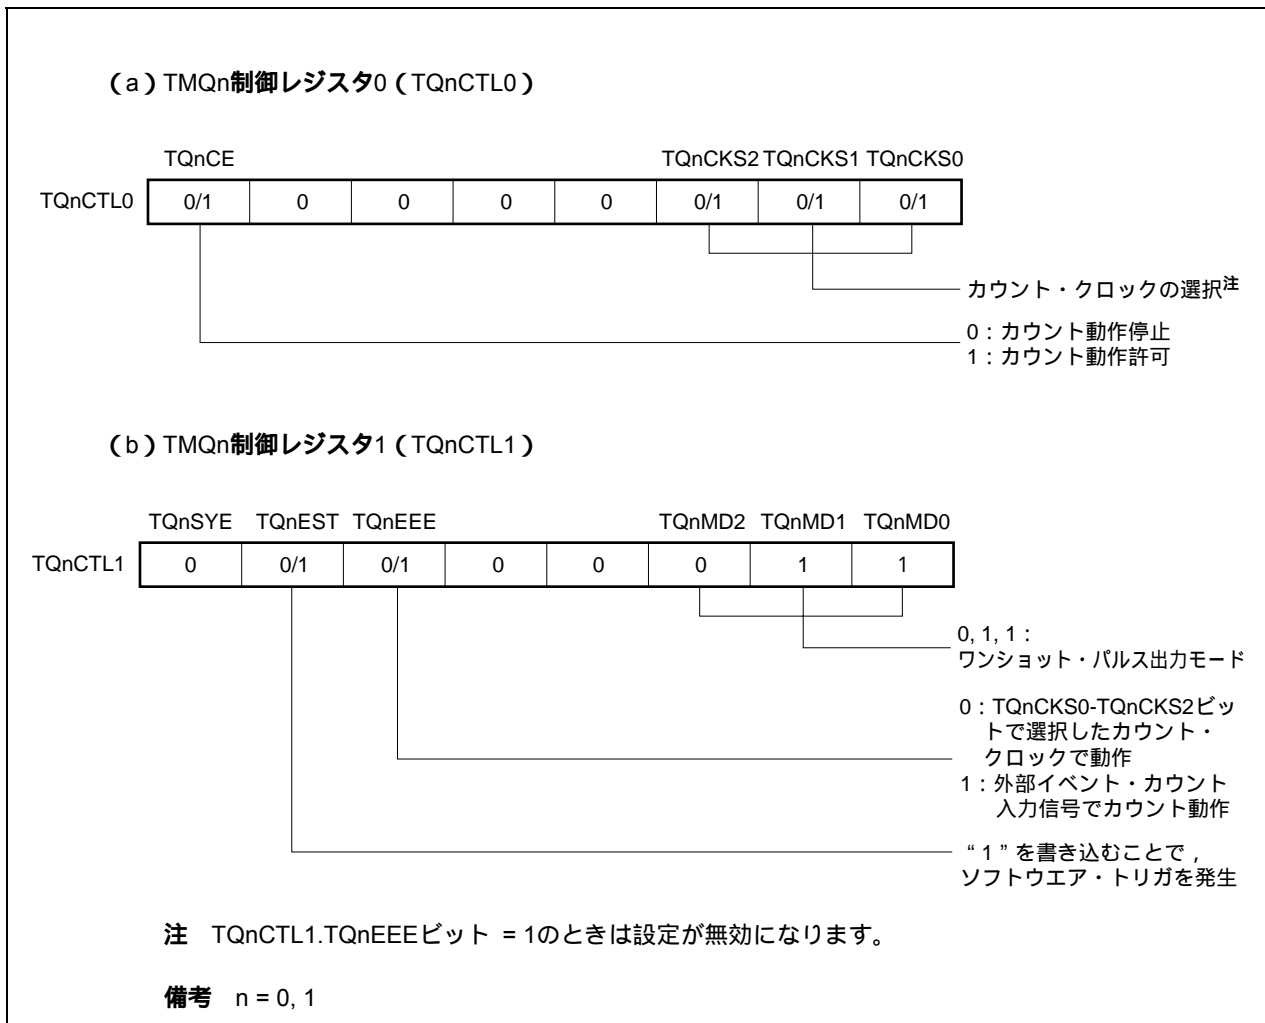 （a）TMQn制御レジスタ0（TQnCTL0）
TQnCE TQnCKS2 TQnCKS1 TQnCKS0
TQnCTL0 0/1 0 0 0 0 0/1 0/1 0/1
カウント・クロックの選択注
0：カウント動作停止
1：カウント動作許可
（b）TMQn制御レジスタ1（TQnCTL1）
TQnSYE TQnEST TQnEEE TQnMD2 TQnMD1 TQnMD0
TQnCTL1 0 0/1 0/1 0 0 0 1 1
0, 1, 1：
ワンショット・パルス出力モード
0：TQnCKS0-TQnCKS2ビッ
トで選択したカウント・
クロックで動作
1：外部イベント・カウント
入力信号でカウント動作
“1”を書き込むことで，
ソフトウエア・トリガを発生
注 TQnCTL1.TQnEEEビット = 1のときは設定が無効になります。
備考 n = 0, 1